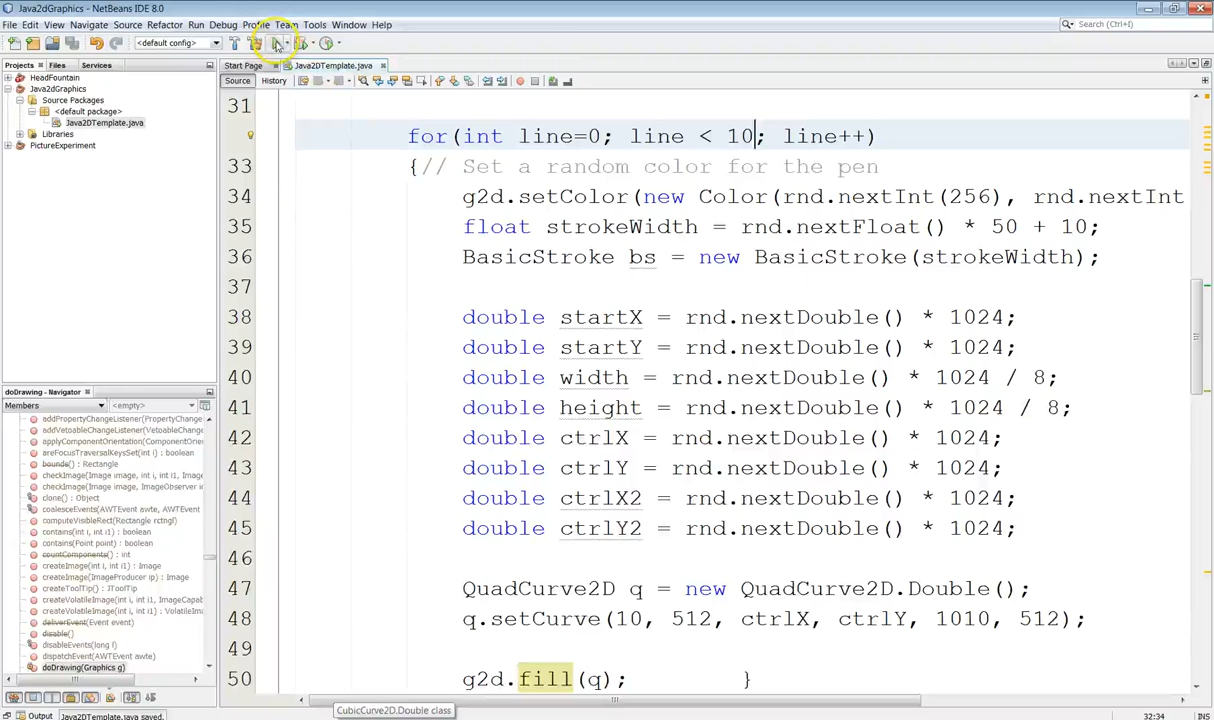 Java2dGraphics - NetBeans IDE 8.0
File Edit View Navigate Source Refactor Run Debug Profile Team Tools Window Help
Search (Ctrl+I)
<default config>
Projects Files Services
Start Page Java2DTemplate.java
Source History
HeadFountain
Java2dGraphics
Source Packages
<default package>
Java2DTemplate.java
Libraries
PictureExperiment
31
for(int line=0; line < 10; line++)
33 {// Set a random color for the pen
34 g2d.setColor(new Color(rnd.nextInt(256), rnd.nextInt
35 float strokeWidth = rnd.nextFloat() * 50 + 10;
36 BasicStroke bs = new BasicStroke(strokeWidth);
37
38 double startX = rnd.nextDouble() * 1024;
39 double startY = rnd.nextDouble() * 1024;
40 double width = rnd.nextDouble() * 1024 / 8;
41 double height = rnd.nextDouble() * 1024 / 8;
42 double ctrlX = rnd.nextDouble() * 1024;
43 double ctrlY = rnd.nextDouble() * 1024;
44 double ctrlX2 = rnd.nextDouble() * 1024;
45 double ctrlY2 = rnd.nextDouble() * 1024;
46
47 QuadCurve2D q = new QuadCurve2D.Double();
48 q.setCurve(10, 512, ctrlX, ctrlY, 1010, 512);
49
50 g2d.fill(q); }
doDrawing - Navigator
Members <empty>
addPropertyChangeListener(PropertyChange
addVetoableChangeListener(VetoableChange
applyComponentOrientation(ComponentOrie
areFocusTraversalKeysSet(int i) : boolean
bounds() : Rectangle
checkImage(Image image, int i, int i1, Image
checkImage(Image image, ImageObserver i
clone() : Object
coalesceEvents(AWTEvent awte, AWTEvent
computeVisibleRect(Rectangle rctngl)
contains(int i, int i1) : boolean
contains(Point point) : boolean
countComponents() : int
createImage(int i, int i1) : Image
createImage(ImageProducer ip) : Image
createToolTip() : JToolTip
createVolatileImage(int i, int i1, ImageCapal
createVolatileImage(int i, int i1) : VolatileIma
deliverEvent(Event event)
disable()
disableEvents(long l)
dispatchEvent(AWTEvent awte)
doDrawing(Graphics g)
CubicCurve2D.Double class
Output Java2DTemplate.java saved.
32:34
INS